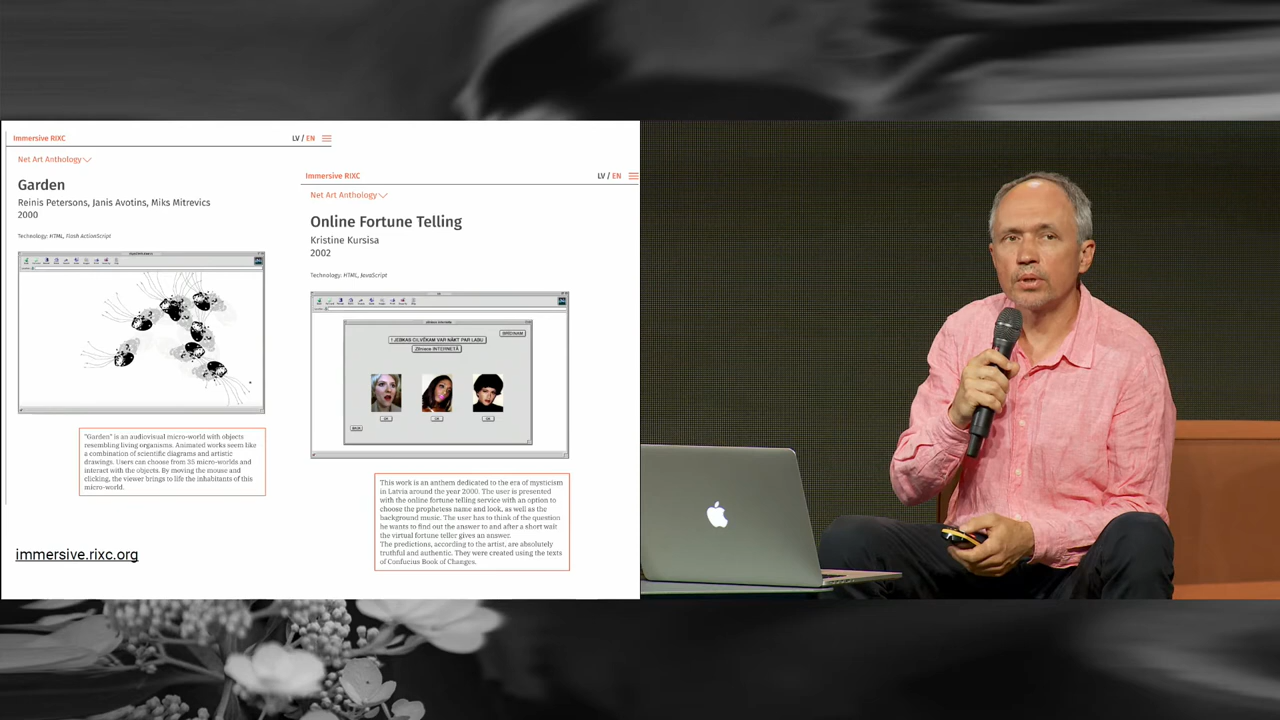 Immersive RIXC
LV / EN
Net Art Anthology
Garden
Reinis Petersons, Janis Avotins, Miks Mitrevics
2000
Technology: HTML, Flash ActionScript
"Garden" is an audiovisual micro-world with objects
resembling living organisms. Animated works seem like
a combination of scientific diagrams and artistic
drawings. Users can choose from 35 micro-worlds and
interact with the objects. By moving the mouse and
clicking, the viewer brings to life the inhabitants of this
micro-world.
immersive.rixc.org
Immersive RIXC
LV / EN
Net Art Anthology
Online Fortune Telling
Kristine Kursisa
2002
Technology: HTML, JavaScript
This work is an anthem dedicated to the era of mysticism
in Latvia around the year 2000. The user is presented
with the online fortune telling service with an option to
choose the prophetess name and look, as well as the
background music. The user has to think of the question
he wants to find out the answer to and after a short wait
the virtual fortune teller gives an answer.
The predictions, according to the artist, are absolutely
truthful and authentic. They were created using the texts
of Confucius Book of Changes.